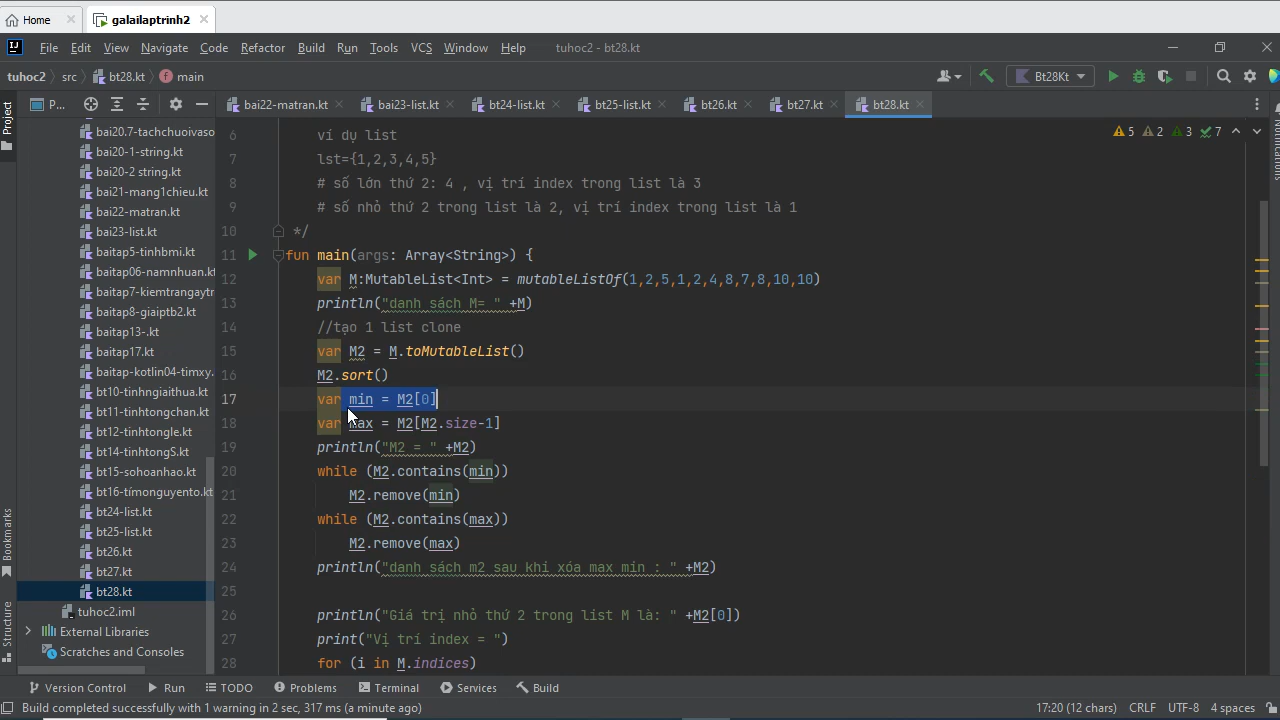 Home
galailaptrinh2
File Edit View Navigate Code Refactor Build Run Tools VCS Window Help tuhoc2 - bt28.kt
tuhoc2 src bt28.kt main
Bt28Kt
Project
P...
bai22-matran.kt bai23-list.kt bt24-list.kt bt25-list.kt bt26.kt bt27.kt bt28.kt
5 2 3 7
bai20.7-tachchuoivaso
bai20-1-string.kt
bai20-2 string.kt
bai21-mang1chieu.kt
bai22-matran.kt
bai23-list.kt
baitap5-tinhbmi.kt
baitap06-namnhuan.kt
baitap7-kiemtrangaytr
baitap8-giaiptb2.kt
baitap13-.kt
baitap17.kt
baitap-kotlin04-timxy.
bt10-tinhngiaithua.kt
bt11-tinhtongchan.kt
bt12-tinhtongle.kt
bt14-tinhtongS.kt
bt15-sohoanhao.kt
bt16-tímonguyento.kt
bt24-list.kt
bt25-list.kt
bt26.kt
bt27.kt
bt28.kt
tuhoc2.iml
External Libraries
Scratches and Consoles
6 ví dụ list
7 lst={1,2,3,4,5}
8 # số lớn thứ 2: 4 , vị trí index trong list là 3
9 # số nhỏ thứ 2 trong list là 2, vị trí index trong list là 1
10 */
11 fun main(args: Array<String>) {
12 var M:MutableList<Int> = mutableListOf(1,2,5,1,2,4,8,7,8,10,10)
13 println("danh sách M= " +M)
14 //tạo 1 list clone
15 var M2 = M.toMutableList()
16 M2.sort()
17 var min = M2[0]
18 var max = M2[M2.size-1]
19 println("M2 = " +M2)
20 while (M2.contains(min))
21 M2.remove(min)
22 while (M2.contains(max))
23 M2.remove(max)
24 println("danh sách m2 sau khi xóa max min : " +M2)
25
26 println("Giá trị nhỏ thứ 2 trong list M là: " +M2[0])
27 print("Vị trí index = ")
28 for (i in M.indices)
Bookmarks
Structure
Version Control Run TODO Problems Terminal Services Build
Build completed successfully with 1 warning in 2 sec, 317 ms (a minute ago) 17:20 (12 chars) CRLF UTF-8 4 spaces